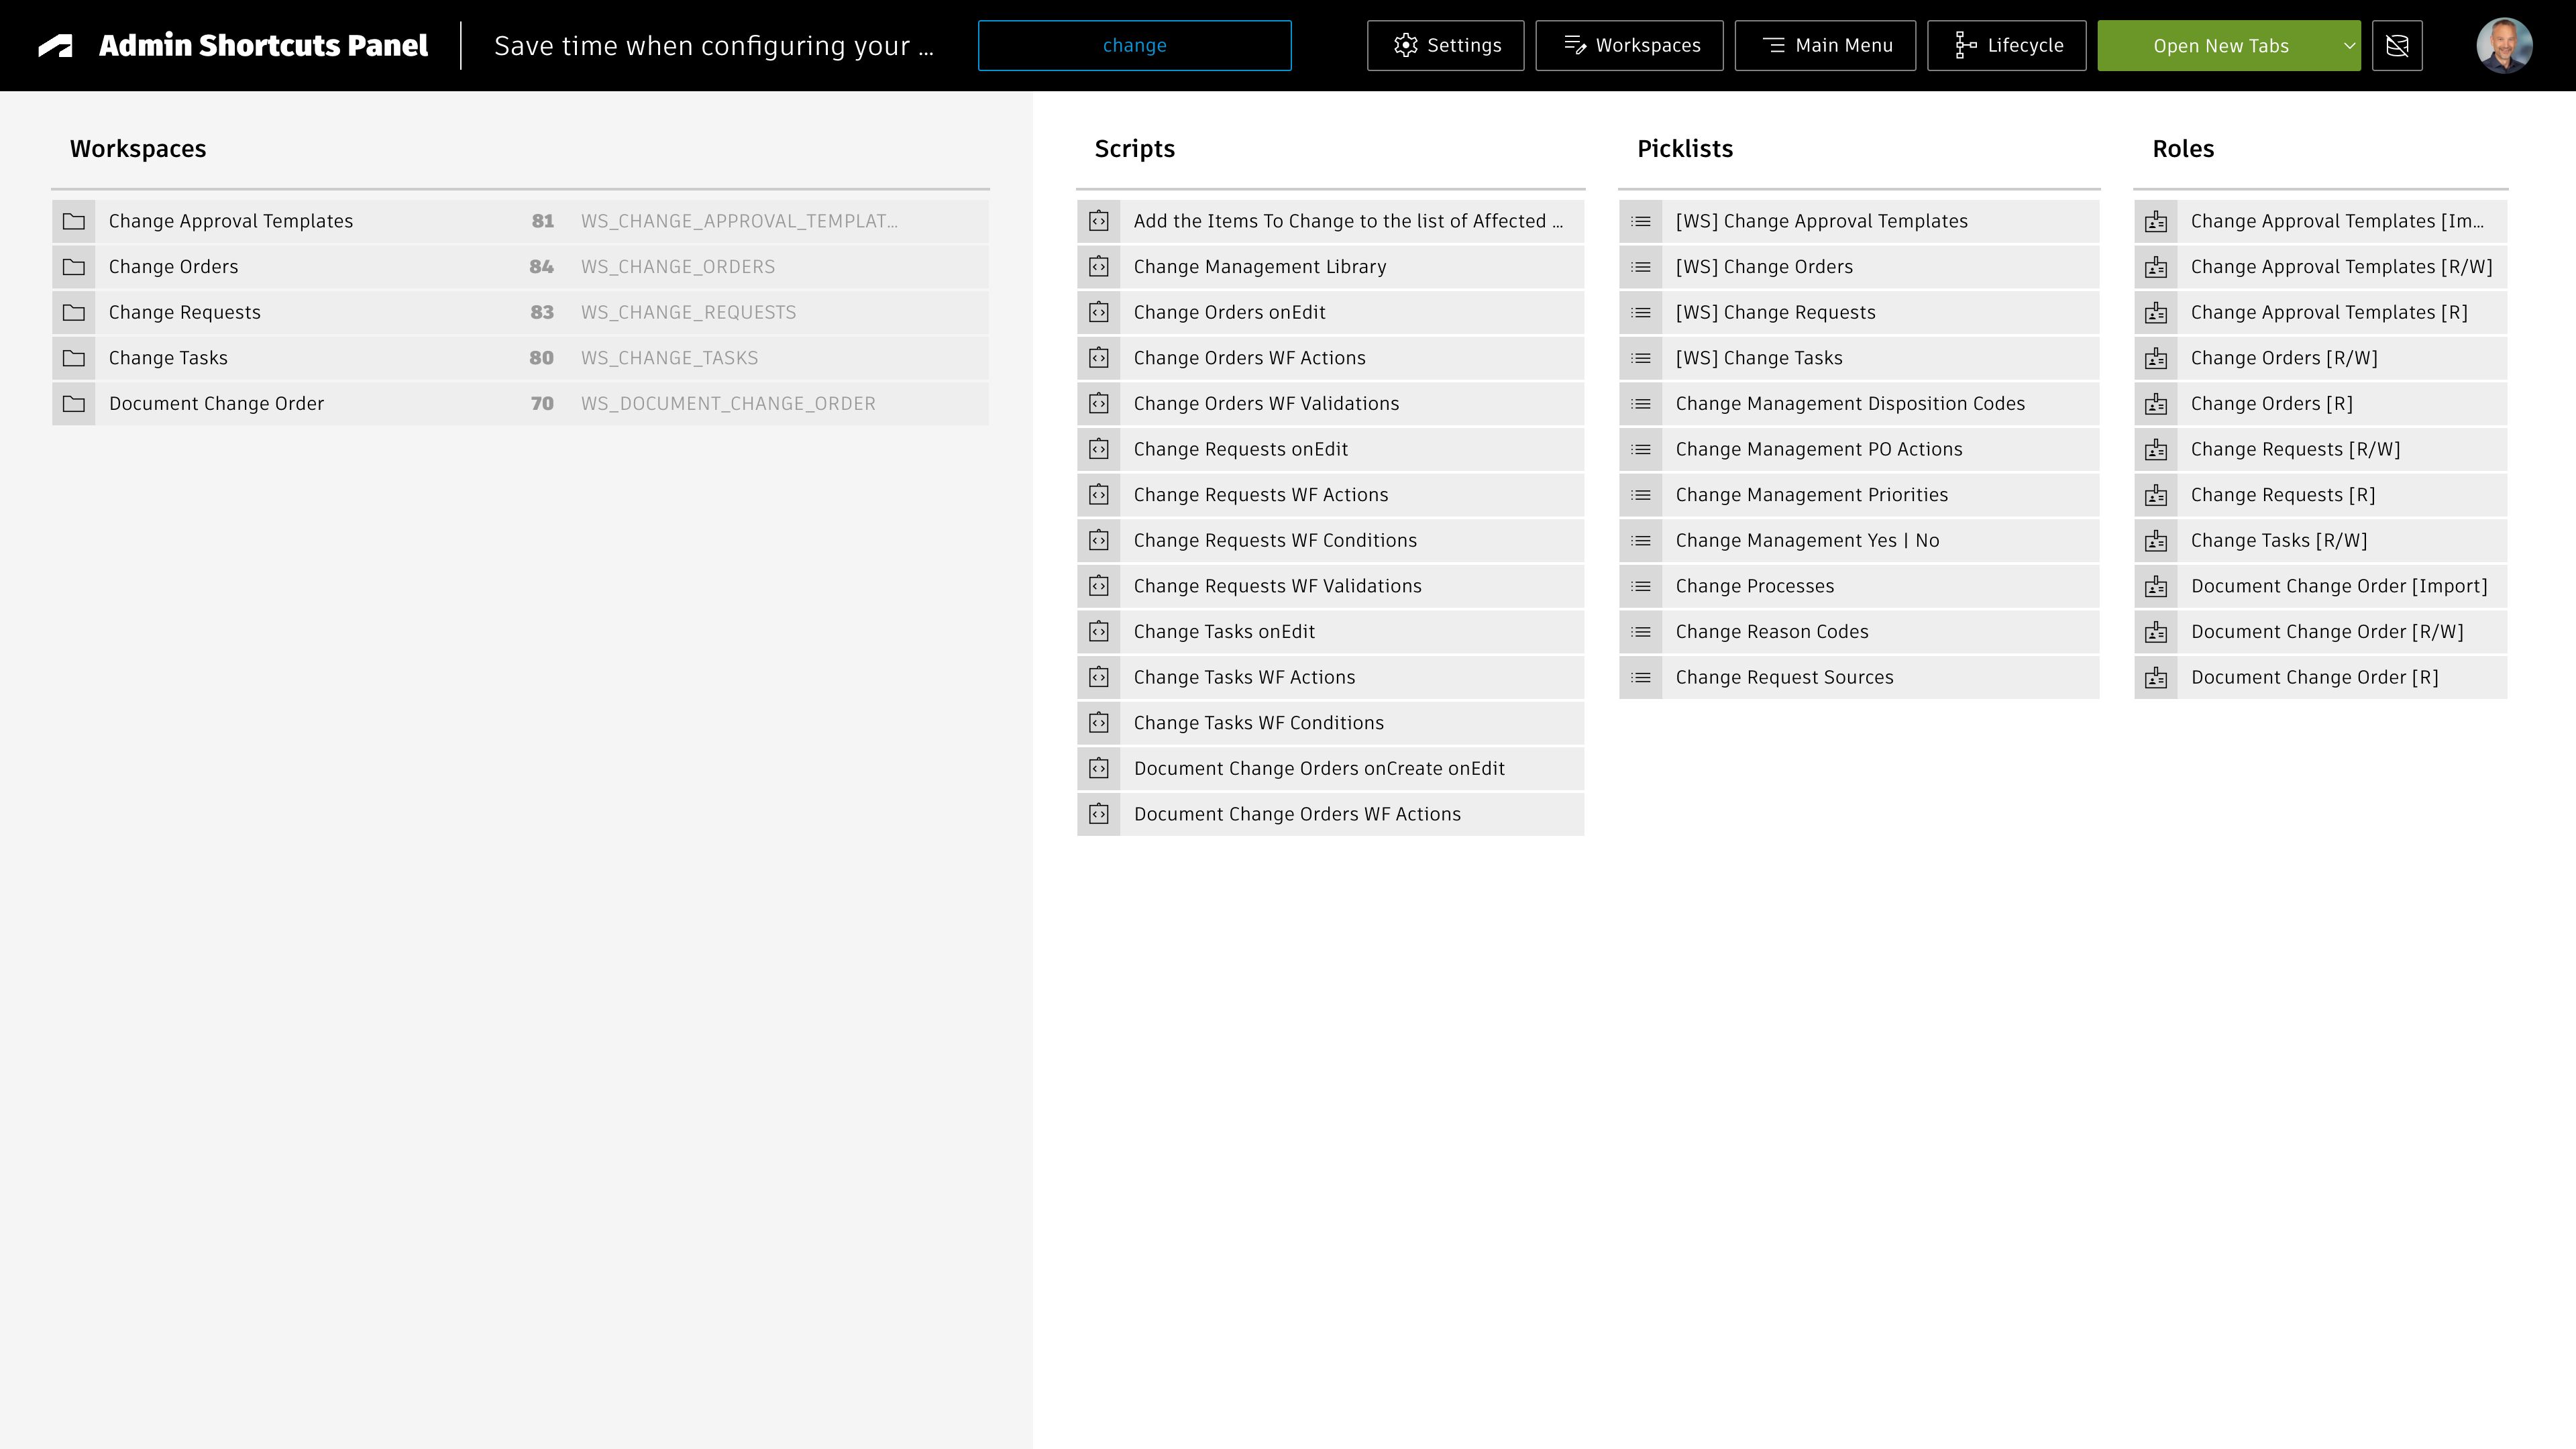 Admin Shortcuts Panel
Save time when configuring your ...
change
Settings
Workspaces
Main Menu
Lifecycle
Open New Tabs
Workspaces
Change Approval Templates 81 WS_CHANGE_APPROVAL_TEMPLAT...
Change Orders 84 WS_CHANGE_ORDERS
Change Requests 83 WS_CHANGE_REQUESTS
Change Tasks 80 WS_CHANGE_TASKS
Document Change Order 70 WS_DOCUMENT_CHANGE_ORDER
Scripts
Add the Items To Change to the list of Affected ...
Change Management Library
Change Orders onEdit
Change Orders WF Actions
Change Orders WF Validations
Change Requests onEdit
Change Requests WF Actions
Change Requests WF Conditions
Change Requests WF Validations
Change Tasks onEdit
Change Tasks WF Actions
Change Tasks WF Conditions
Document Change Orders onCreate onEdit
Document Change Orders WF Actions
Picklists
[WS] Change Approval Templates
[WS] Change Orders
[WS] Change Requests
[WS] Change Tasks
Change Management Disposition Codes
Change Management PO Actions
Change Management Priorities
Change Management Yes | No
Change Processes
Change Reason Codes
Change Request Sources
Roles
Change Approval Templates [Im...
Change Approval Templates [R/W]
Change Approval Templates [R]
Change Orders [R/W]
Change Orders [R]
Change Requests [R/W]
Change Requests [R]
Change Tasks [R/W]
Document Change Order [Import]
Document Change Order [R/W]
Document Change Order [R]